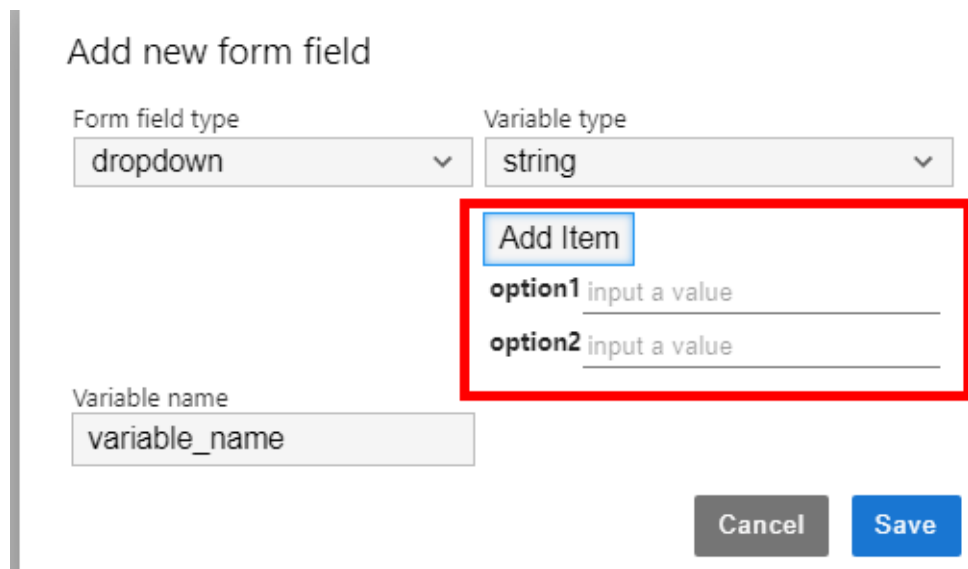 Add new form field
Form field type Variable type
dropdown string
Add Item
option1 input a value
option2 input a value
Variable name
variable_name
Cancel Save